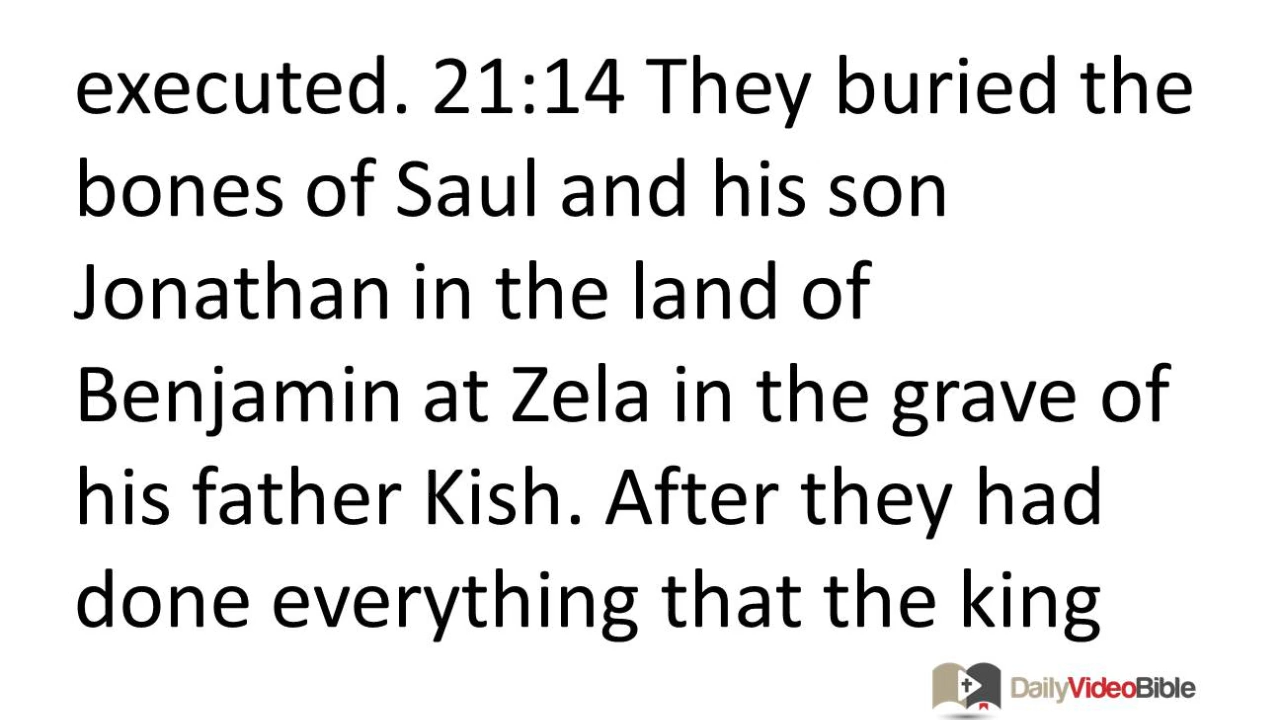 executed. 21:14 They buried the
bones of Saul and his son
Jonathan in the land of
Benjamin at Zela in the grave of
his father Kish. After they had
done everything that the king
DailyVideoBible